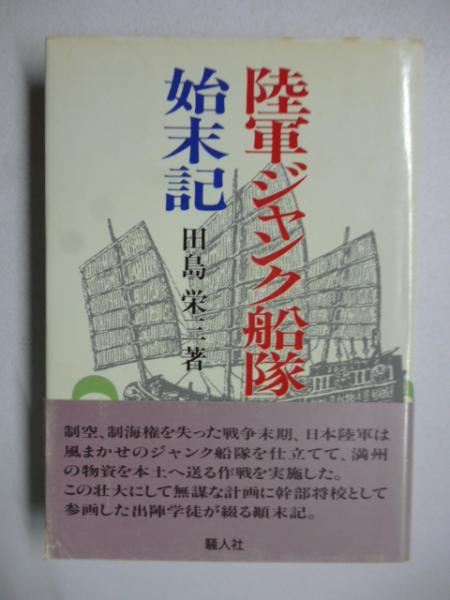 陸軍ジャンク船隊
始末記
田島栄三著
制空、制海権を失った戦争末期、日本陸軍は
風まかせのジャンク船隊を仕立てて、満州
の物資を本土へ送る作戦を実施した。
この壮大にして無謀な計画に幹部将校として
参画した出陣学徒が綴る顚末記。
騒人社